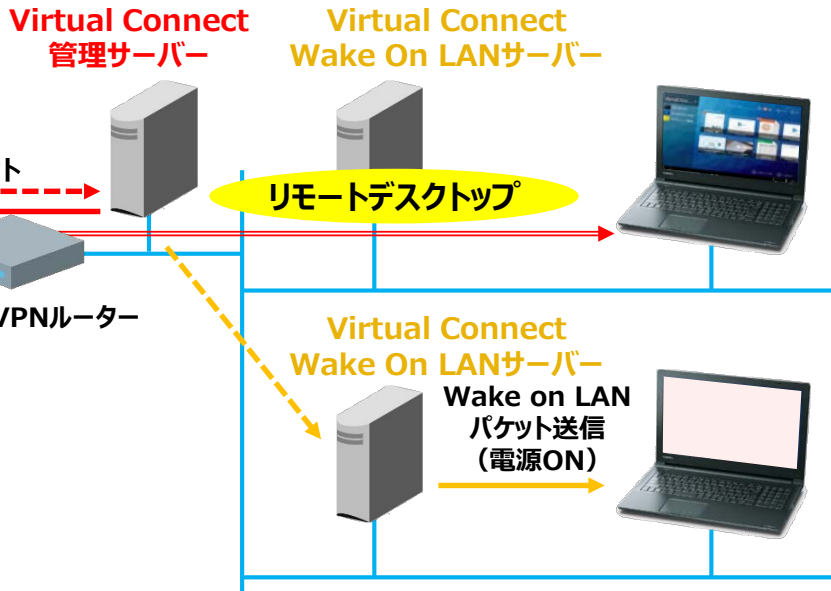 Virtual Connect
管理サーバー
Virtual Connect
Wake On LANサーバー
ト
リモートデスクトップ
VPNルーター
Virtual Connect
Wake On LANサーバー
Wake on LAN
パケット送信
（電源ON）